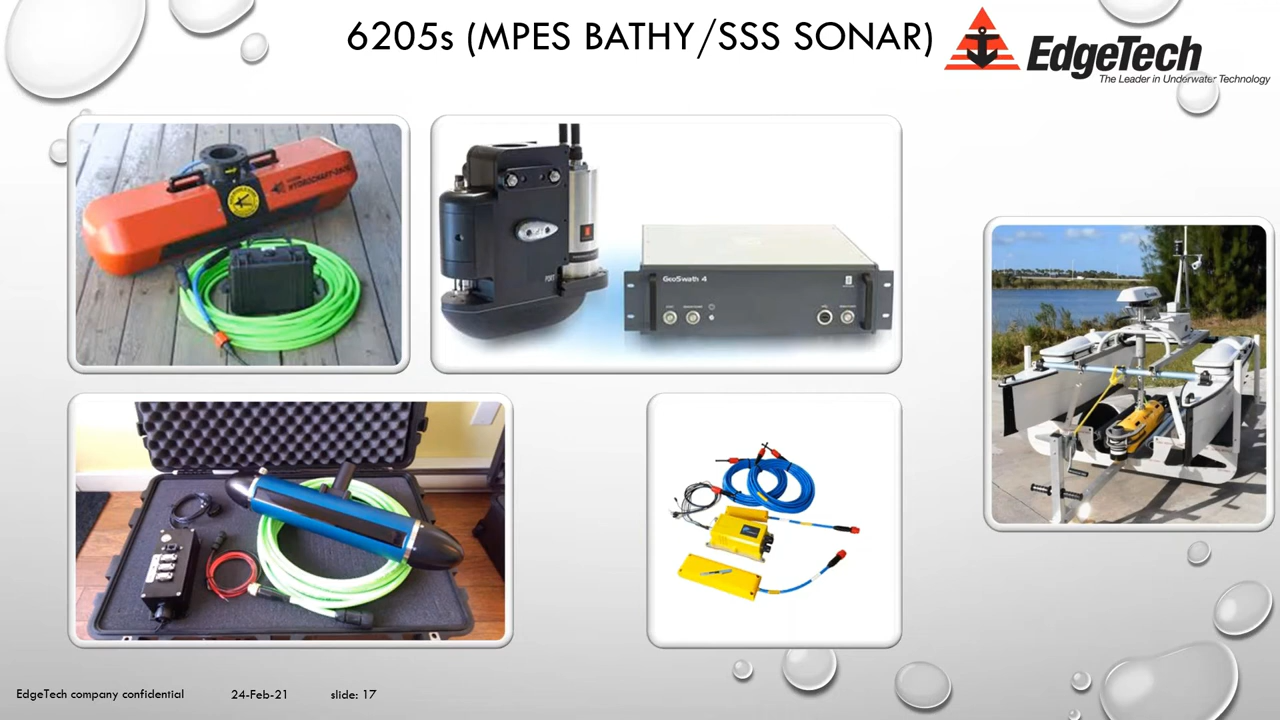 6205s (MPES BATHY/SSS SONAR)
EdgeTech
The Leader in Underwater Technology
HYDROCHART
GeoSwath 4
EdgeTech company confidential
24-Feb-21
slide: 17